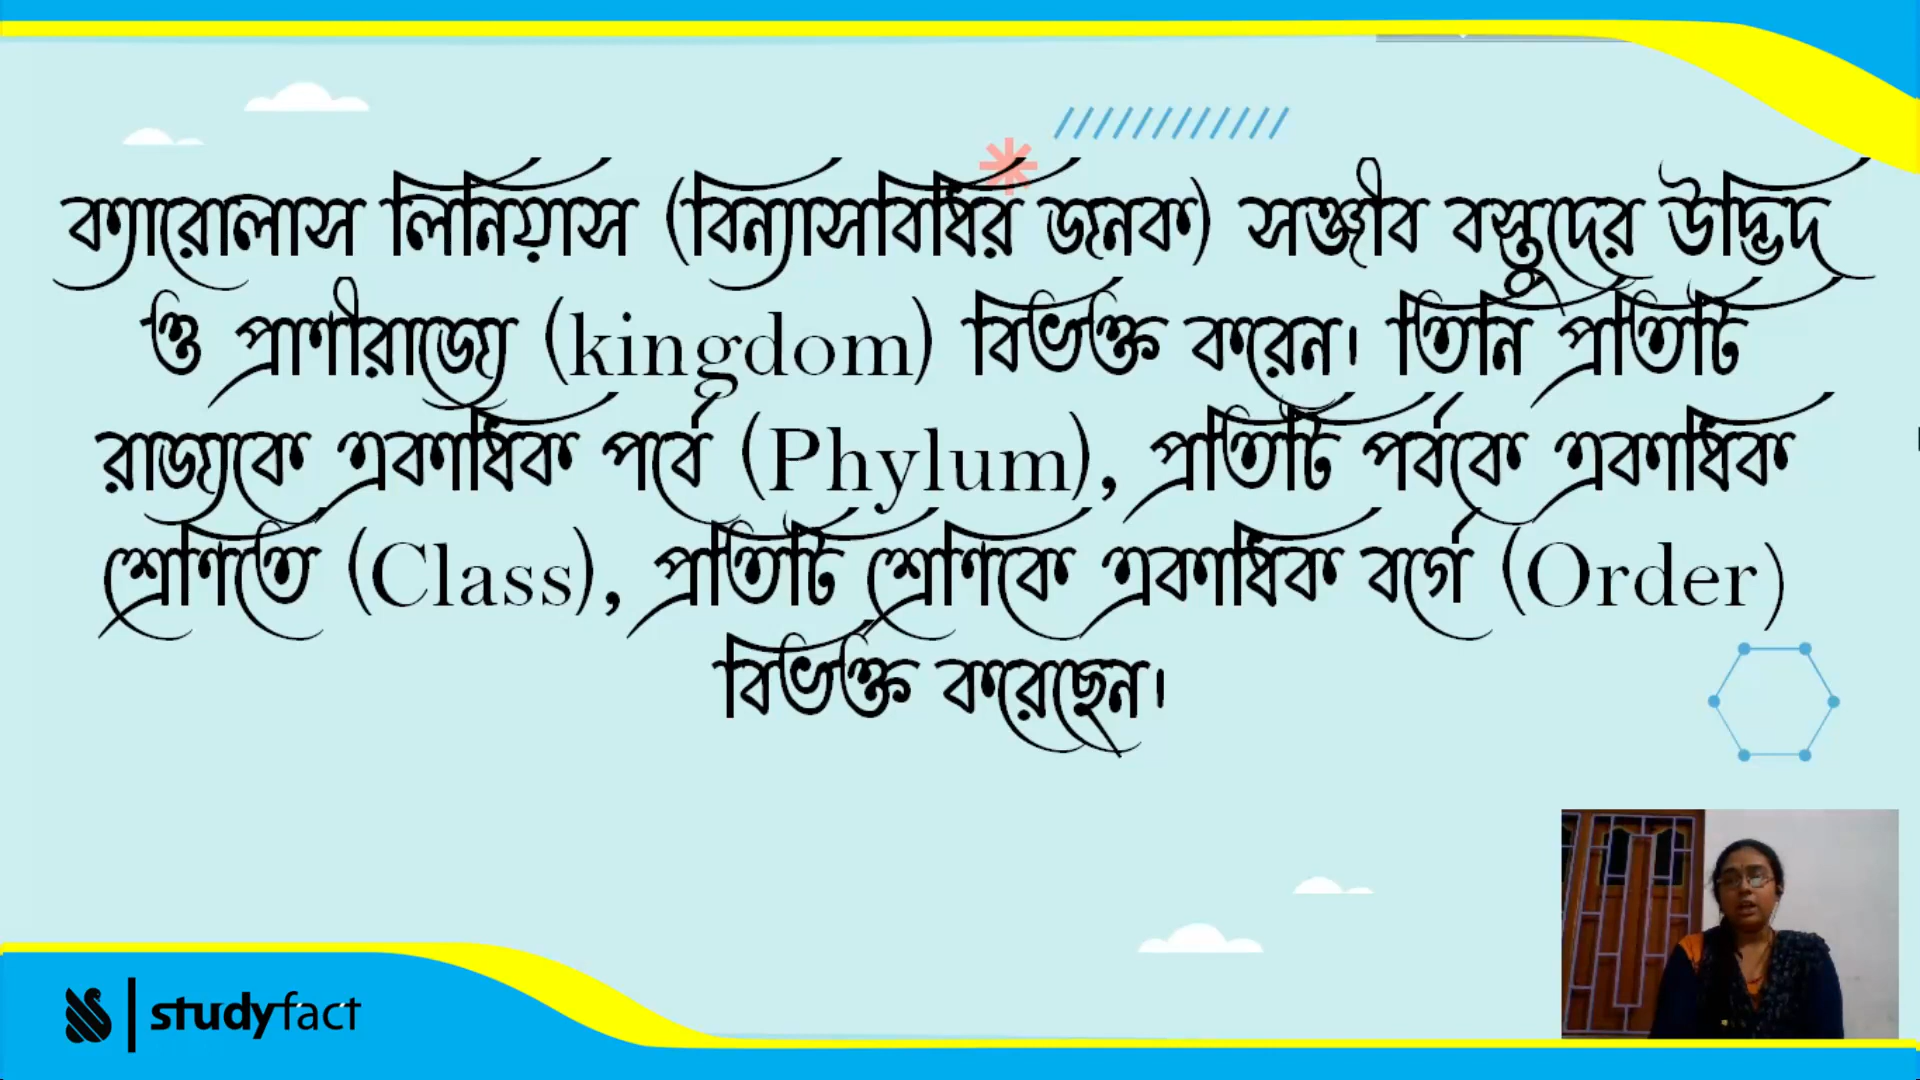 ক্যারোলাস লিনিয়াস (বিন্যাসবিধির জনক) সজীব বস্তুদের উদ্ভিদ
ও প্রাণীরাজ্যে (kingdom) বিভক্ত করেন। তিনি প্রতিটি
রাজ্যকে একাধিক পর্বে (Phylum), প্রতিটি পর্বকে একাধিক
শ্রেণিতে (Class), প্রতিটি শ্রেণিকে একাধিক বর্গে (Order)
বিভক্ত করেছেন।
studyfact